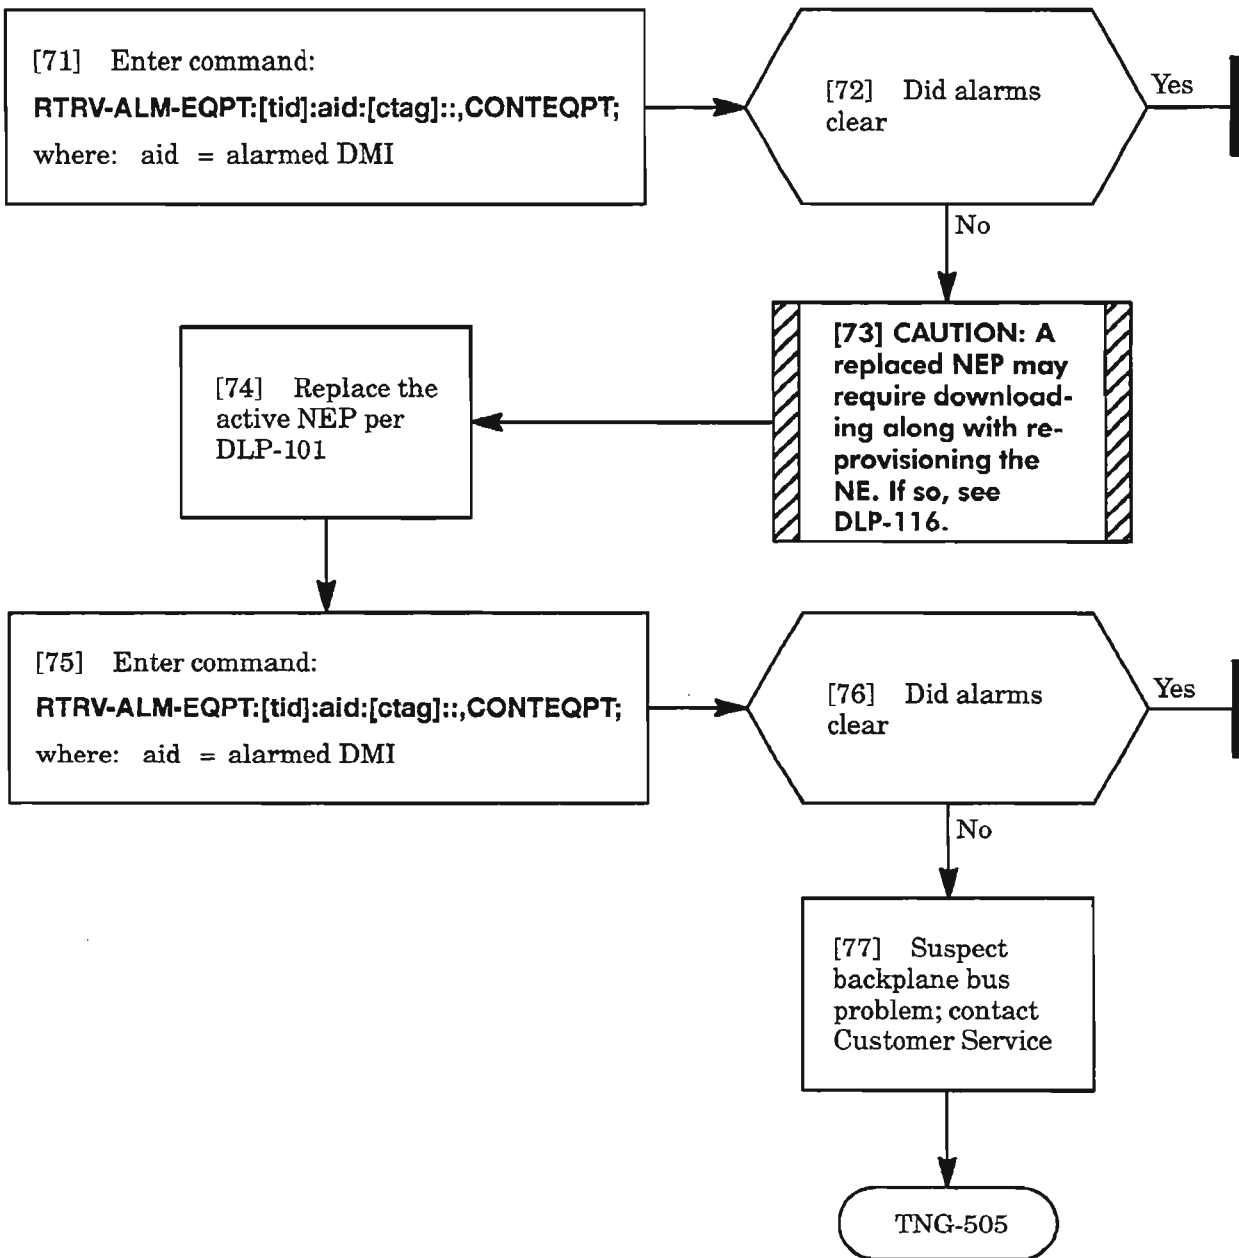 [71] Enter command:
RTRV-ALM-EQPT:[tid]:aid:[ctag]::,CONTEQPT;
where: aid = alarmed DMI
[72] Did alarms
clear
Yes
No
[73] CAUTION: A
replaced NEP may
require download-
ing along with re-
provisioning the
NE. If so, see
DLP-116.
[74] Replace the
active NEP per
DLP-101
[75] Enter command:
RTRV-ALM-EQPT:[tid]:aid:[ctag]::,CONTEQPT;
where: aid = alarmed DMI
[76] Did alarms
clear
Yes
No
[77] Suspect
backplane bus
problem; contact
Customer Service
TNG-505